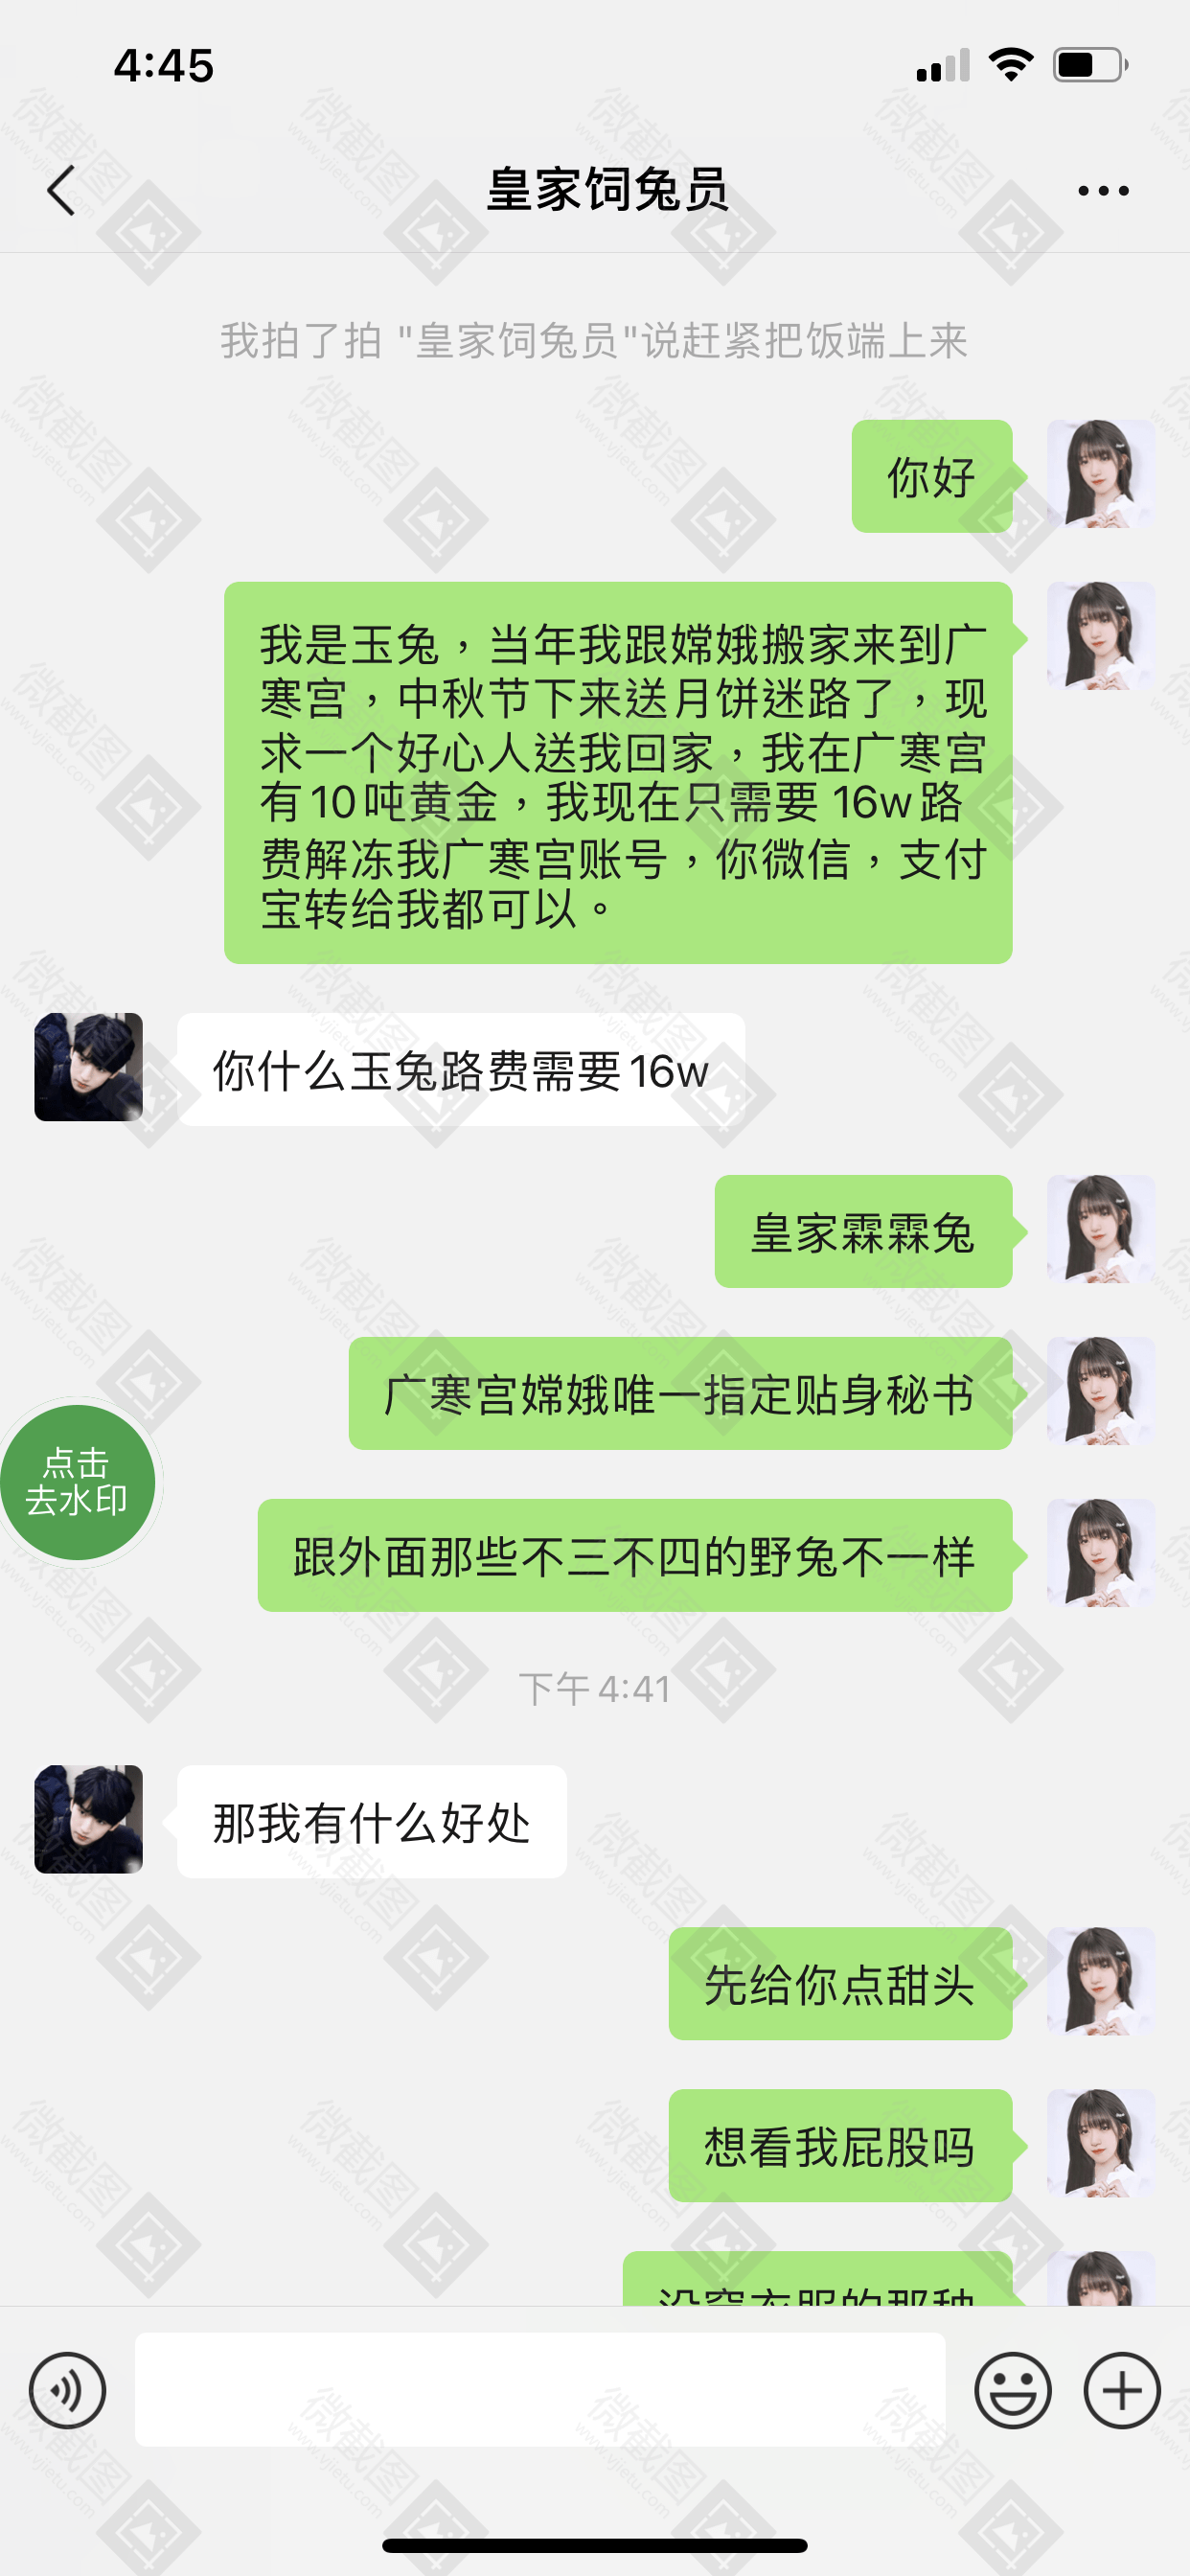 4:45
皇家饲兔员
我拍了拍 "皇家饲兔员"说赶紧把饭端上来
你好
我是玉兔，当年我跟嫦娥搬家来到广
寒宫，中秋节下来送月饼迷路了，现
求一个好心人送我回家，我在广寒宫
有10吨黄金，我现在只需要 16w路
费解冻我广寒宫账号，你微信，支付
宝转给我都可以。
你什么玉兔路费需要16w
皇家霖霖兔
广寒宫嫦娥唯一指定贴身秘书
点击
去水印
跟外面那些不三不四的野兔不一样
下午4:41
那我有什么好处
先给你点甜头
想看我屁股吗
没穿衣服的那种
微截图
www.vjietu.com